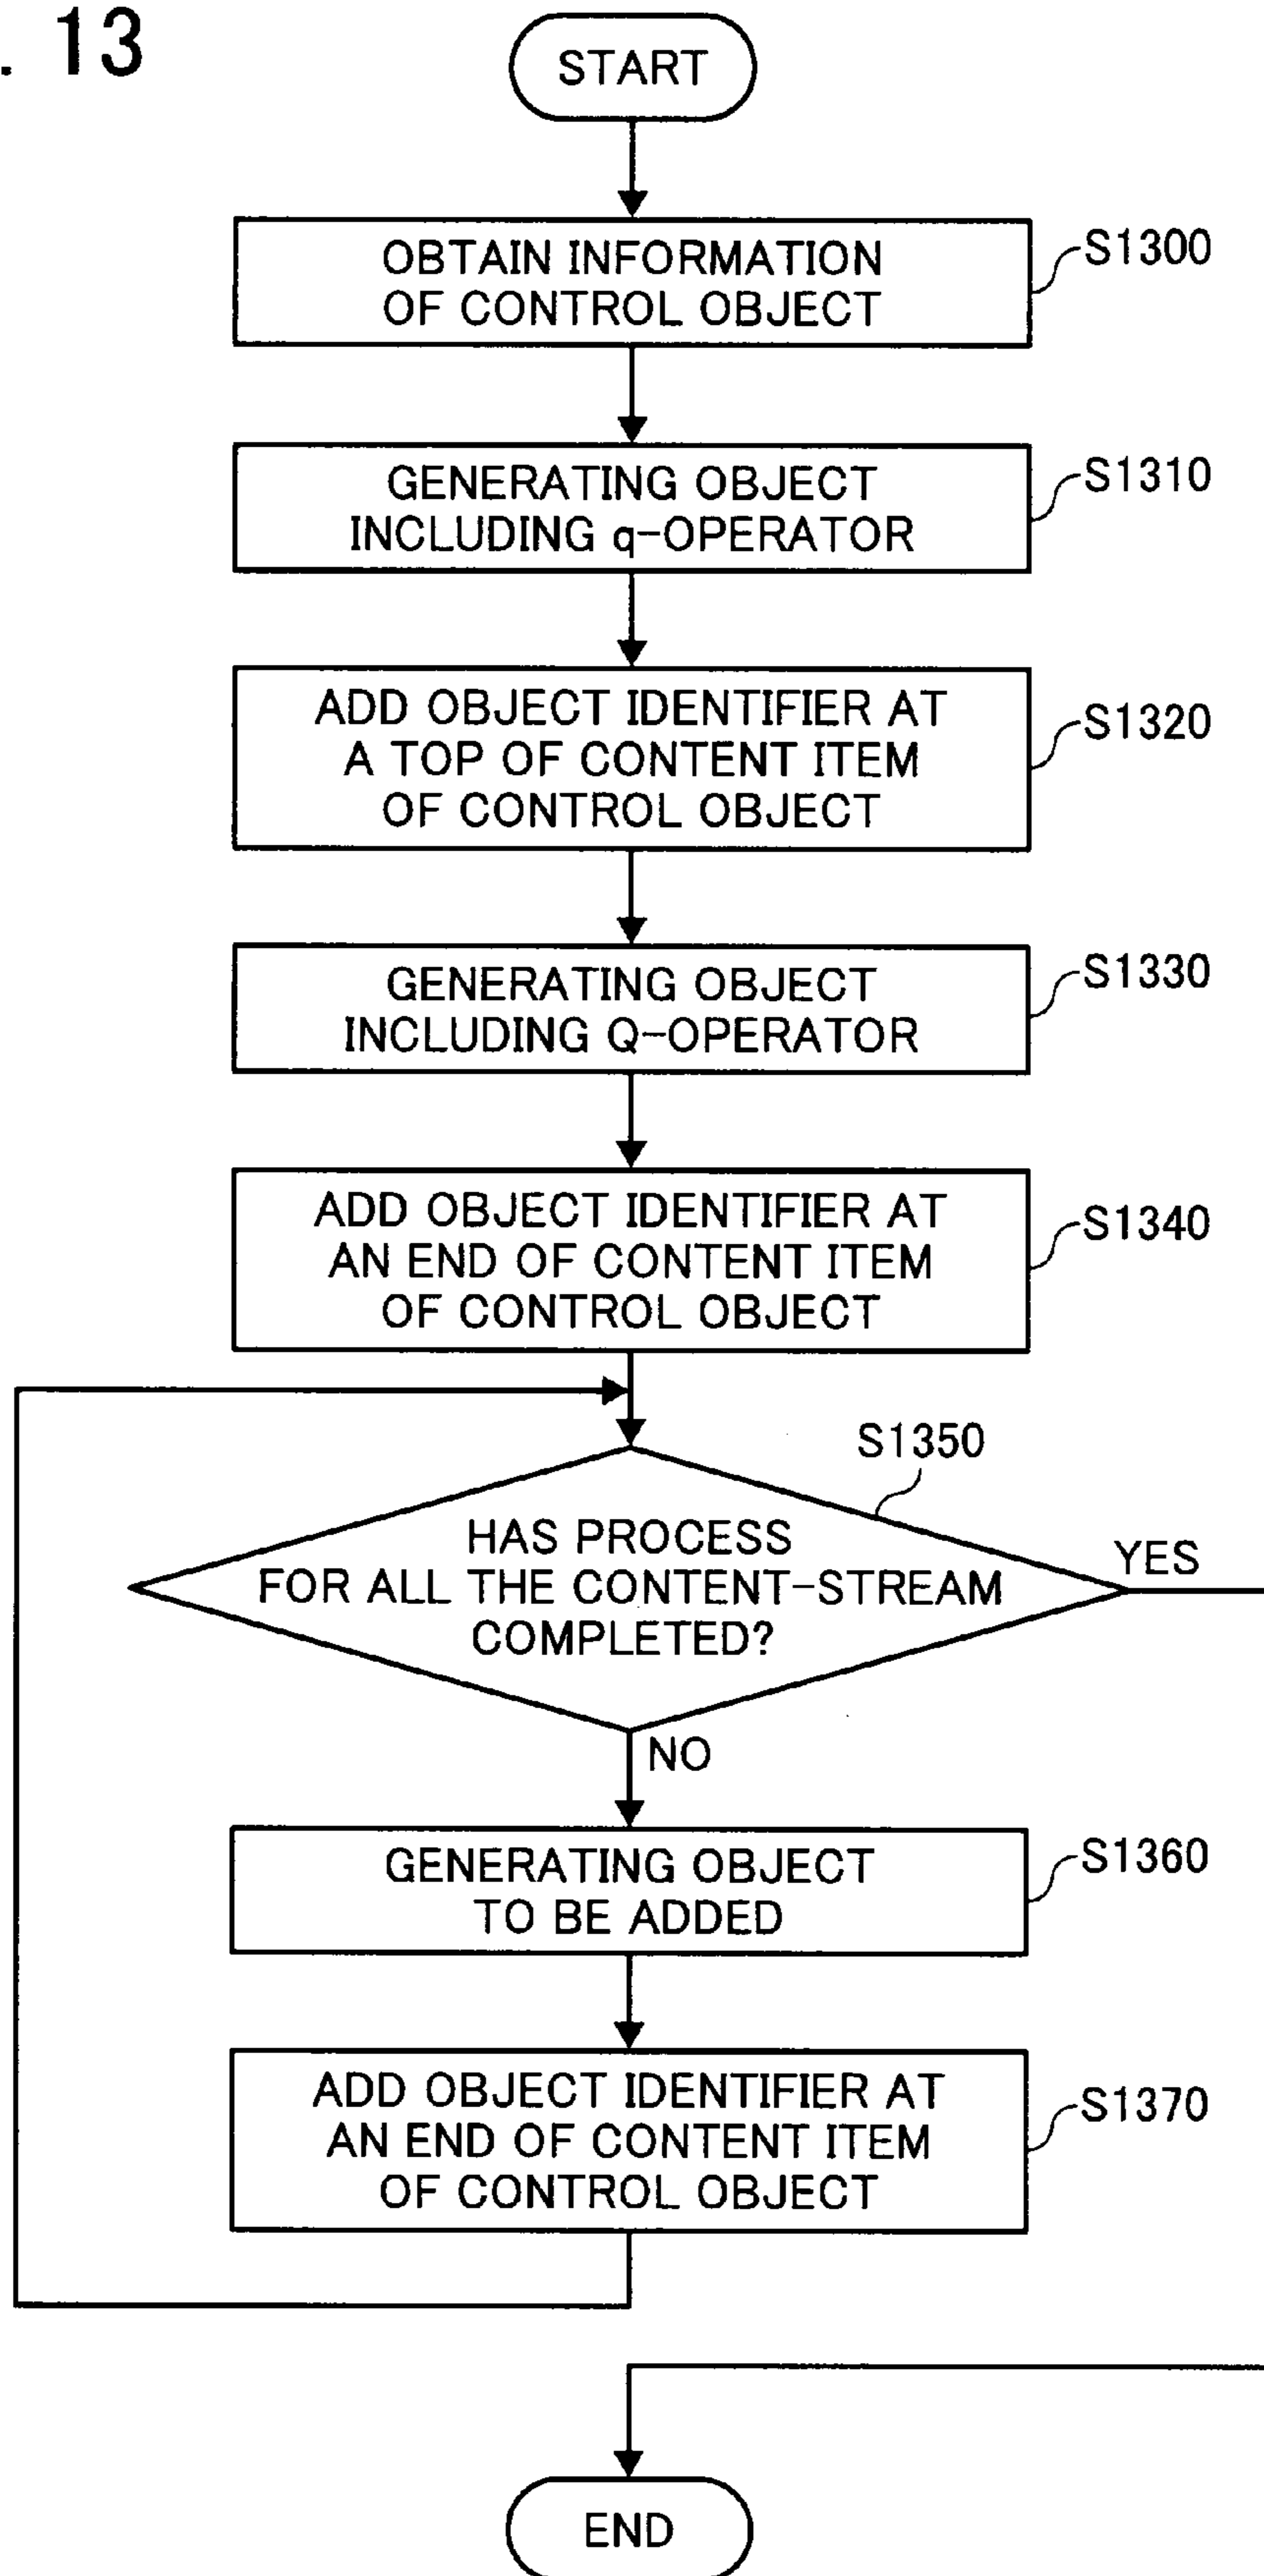 . 13
START
OBTAIN INFORMATION
OF CONTROL OBJECT
S1300
GENERATING OBJECT
INCLUDING q-OPERATOR
S1310
ADD OBJECT IDENTIFIER AT
A TOP OF CONTENT ITEM
OF CONTROL OBJECT
S1320
GENERATING OBJECT
INCLUDING Q-OPERATOR
S1330
ADD OBJECT IDENTIFIER AT
AN END OF CONTENT ITEM
OF CONTROL OBJECT
S1340
S1350
HAS PROCESS
FOR ALL THE CONTENT-STREAM
COMPLETED?
YES
NO
GENERATING OBJECT
TO BE ADDED
S1360
ADD OBJECT IDENTIFIER AT
AN END OF CONTENT ITEM
OF CONTROL OBJECT
S1370
END